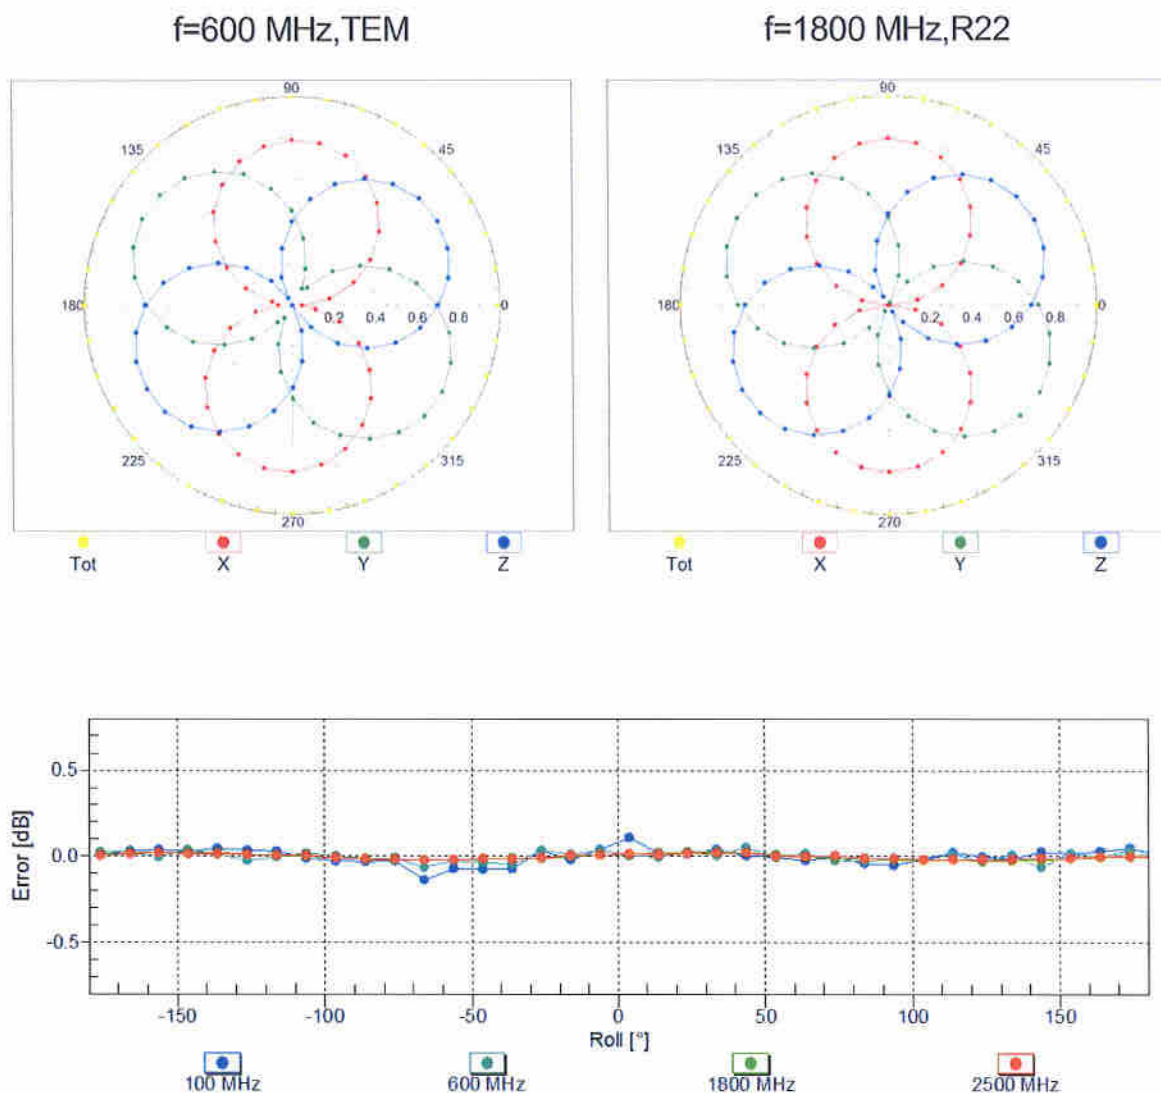 f=600 MHz,TEM
f=1800 MHz,R22
90
135
45
180
0.2
0.4
0.6
0.8
0
225
315
270
Tot
X
Y
Z
90
135
45
180
0.2
0.4
0.6
0.8
0
225
315
270
Tot
X
Y
Z
Error [dB]
0.5
0.0
-0.5
-150
-100
-50
0
50
100
150
Roll [°]
100 MHz
600 MHz
1800 MHz
2500 MHz